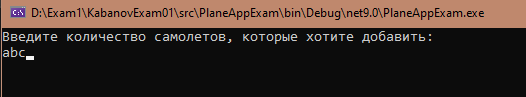 D:\Exam1\KabanovExam01\src\PlaneAppExam\bin\Debug\net9.0\PlaneAppExam.exe
Введите количество самолетов, которые хотите добавить:
abc